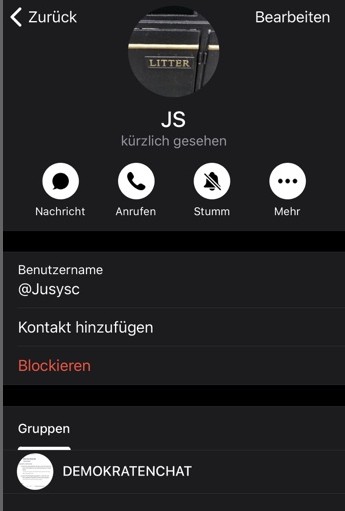 Zurück
Bearbeiten
LITTER
JS
kürzlich gesehen
Nachricht Anrufen Stumm Mehr
Benutzername
@Jusysc
Kontakt hinzufügen
Blockieren
Gruppen
DEMOKRATENCHAT